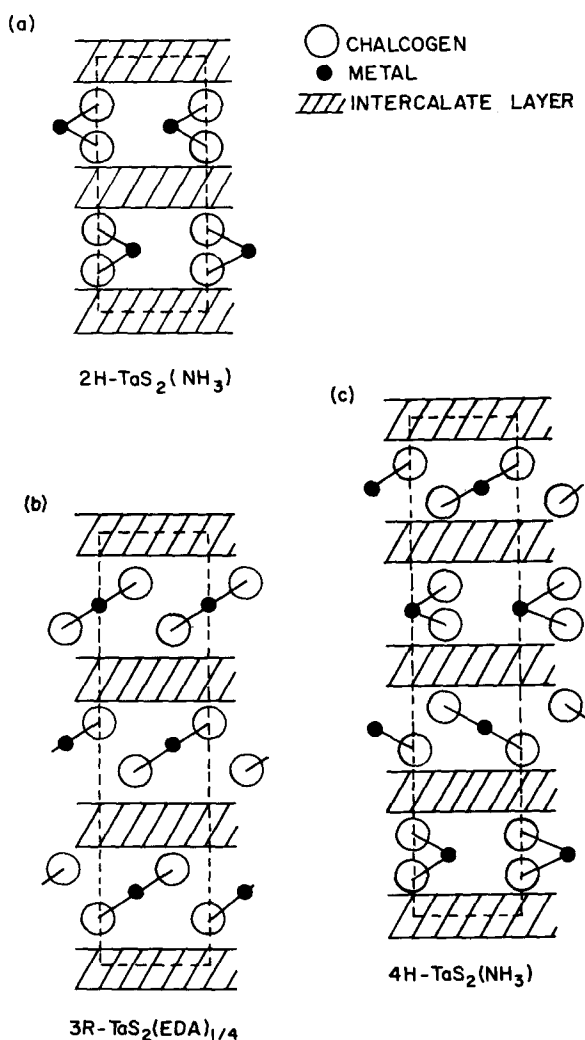 (a)
CHALCOGEN
METAL
INTERCALATE LAYER
2H-TaS₂(NH₃)
(b)
3R-TaS₂(EDA)₁/₄
(c)
4H-TaS₂(NH₃)